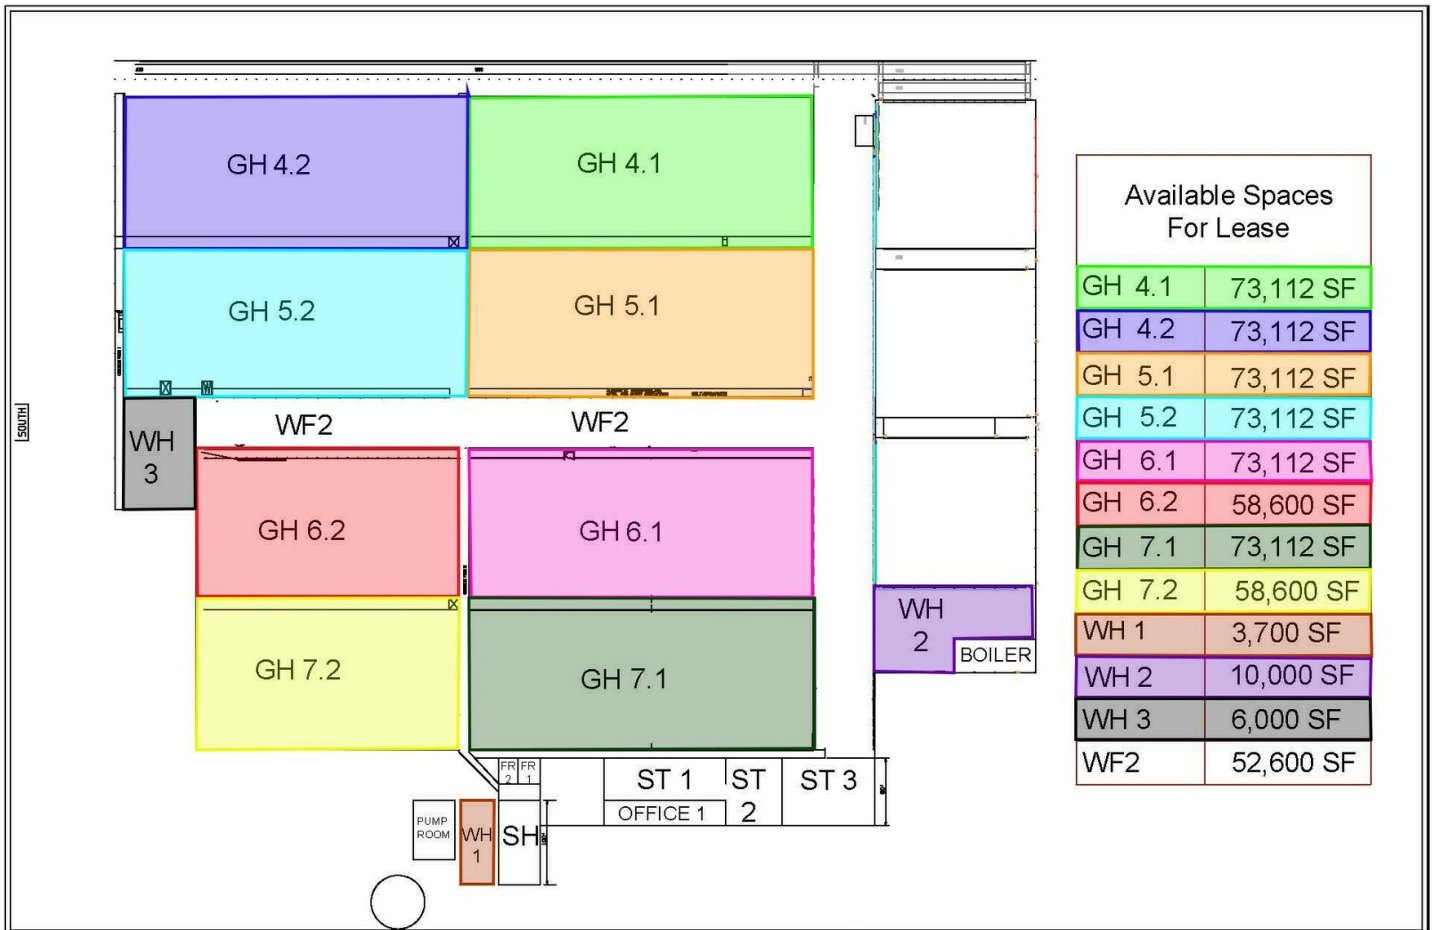 GH 4.2
GH 4.1
GH 5.2
GH 5.1
WF2
WF2
WH
3
GH 6.2
GH 6.1
GH 7.2
GH 7.1
WH
2
BOILER
SOUTH
FR
2
FR
1
ST 1
ST
2
ST 3
OFFICE 1
PUMP
ROOM
WH
1
SH
Available Spaces
For Lease
GH 4.1 73,112 SF
GH 4.2 73,112 SF
GH 5.1 73,112 SF
GH 5.2 73,112 SF
GH 6.1 73,112 SF
GH 6.2 58,600 SF
GH 7.1 73,112 SF
GH 7.2 58,600 SF
WH 1 3,700 SF
WH 2 10,000 SF
WH 3 6,000 SF
WF2 52,600 SF